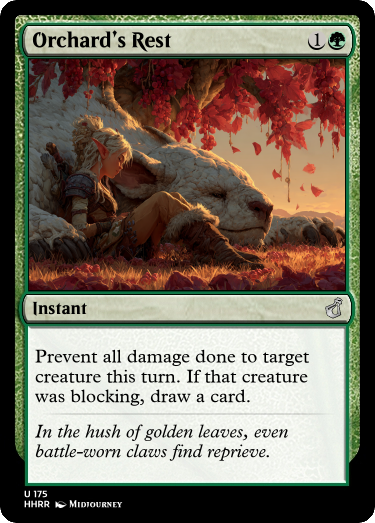 Orchard's Rest 1
Instant
Prevent all damage done to target
creature this turn. If that creature
was blocking, draw a card.
In the hush of golden leaves, even
battle-worn claws find reprieve.
U 175
HHRR Midjourney